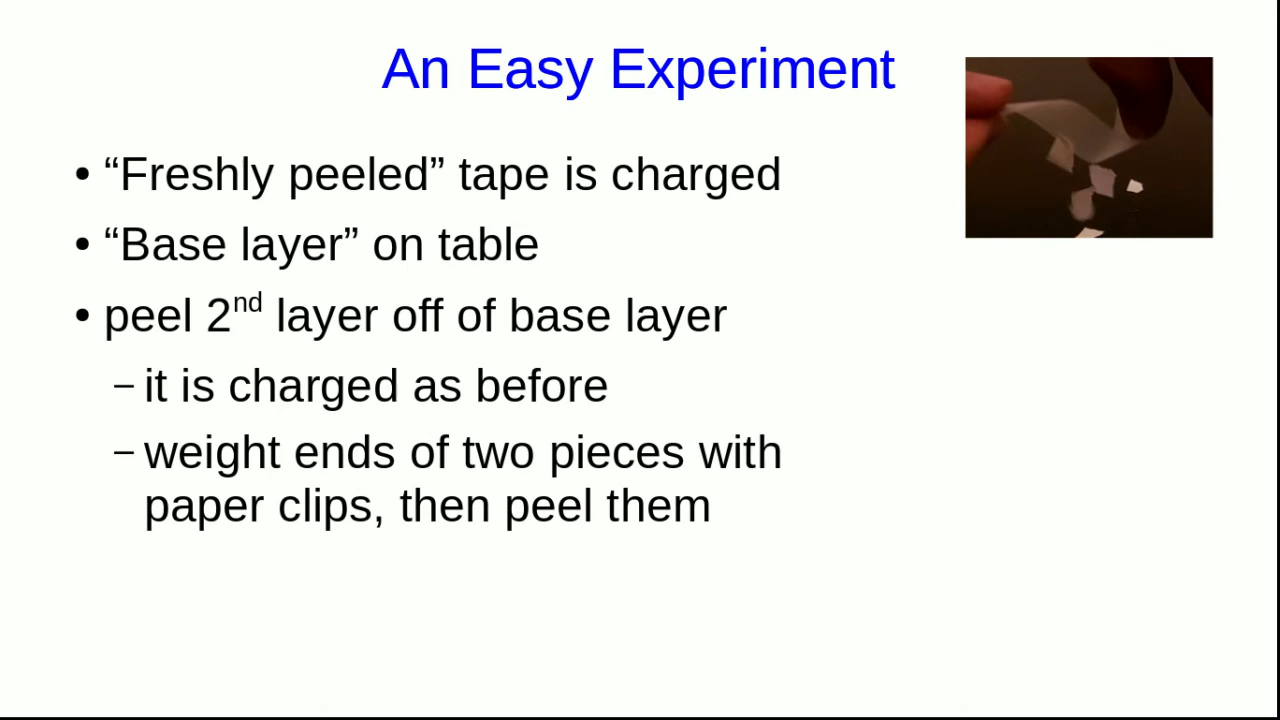 An Easy Experiment
• “Freshly peeled” tape is charged
• “Base layer” on table
• peel 2nd layer off of base layer
– it is charged as before
– weight ends of two pieces with
paper clips, then peel them